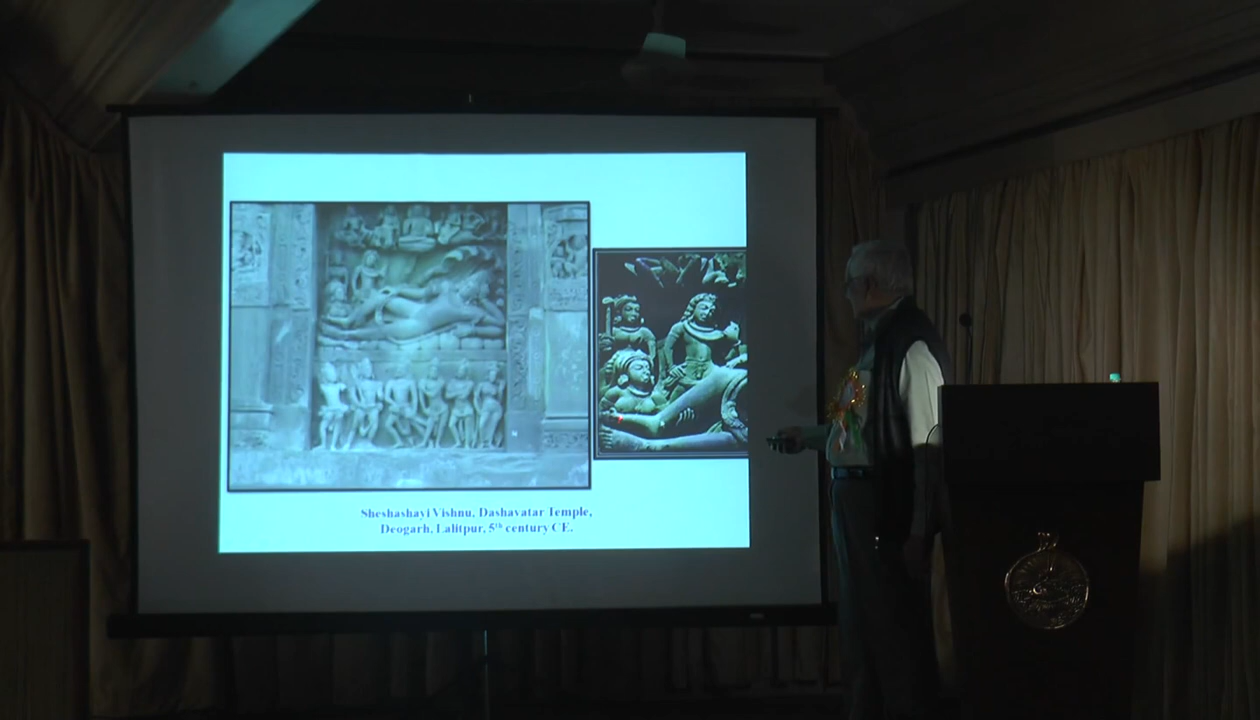 Sheshashayi Vishnu, Dashavatar Temple,
Deogarh, Lalitpur, 5th century CE.